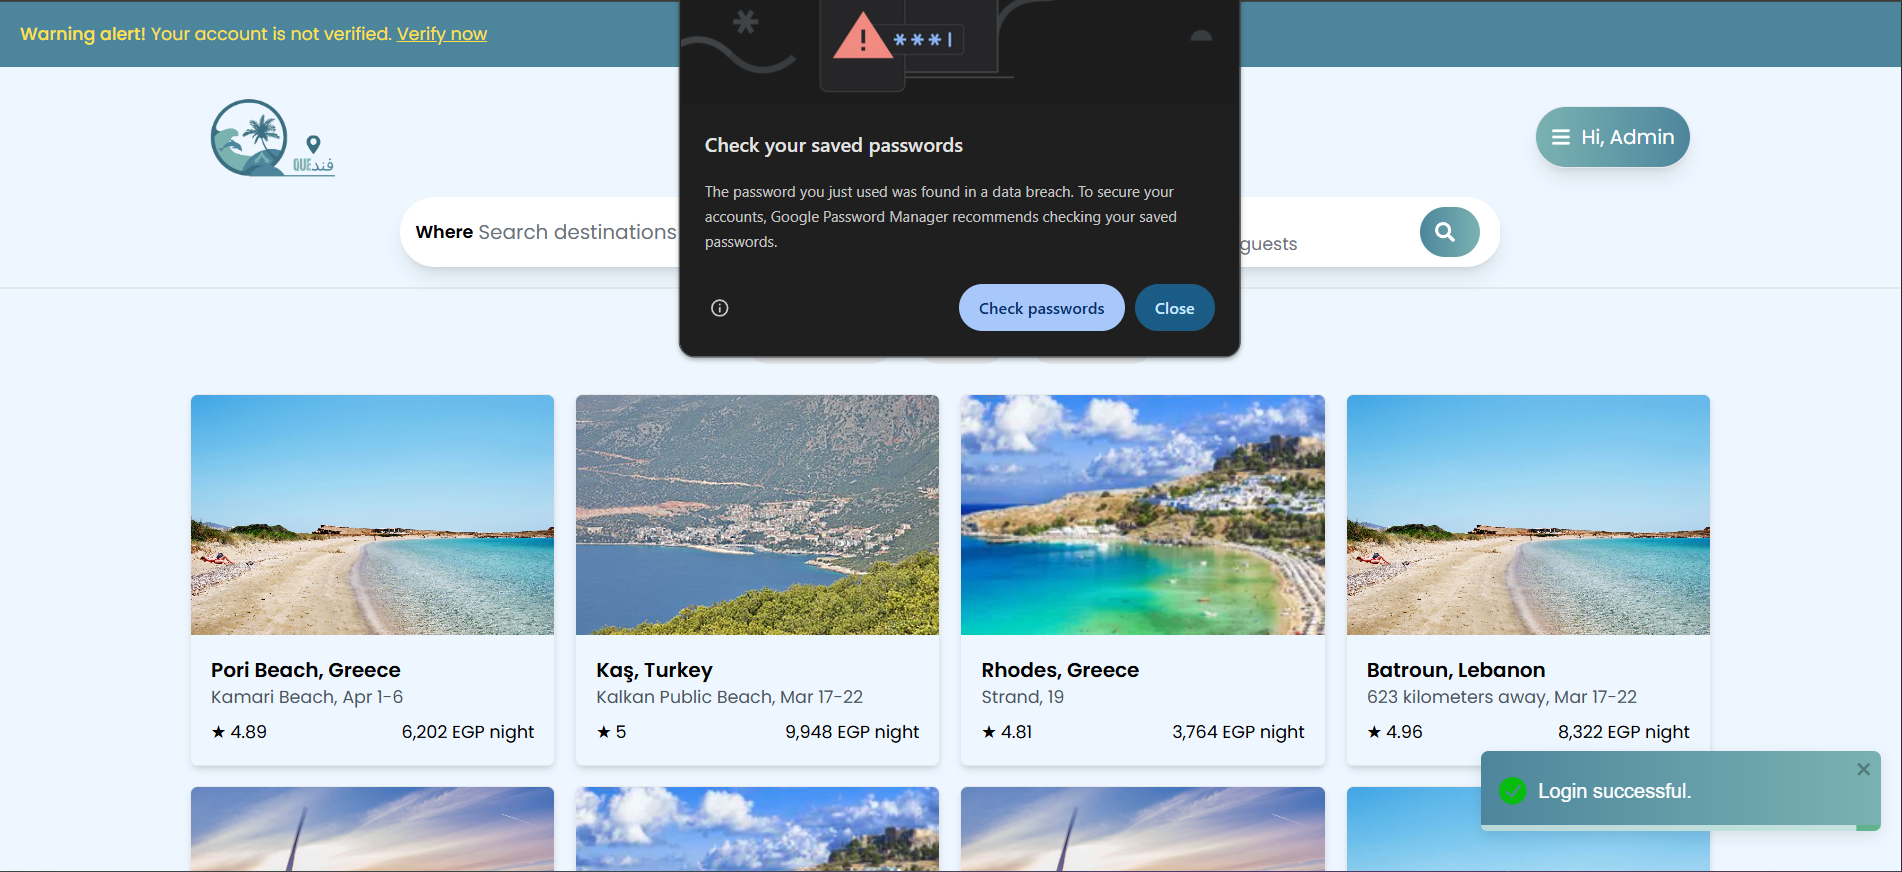 Warning alert! Your account is not verified. Verify now
***|
QUEفند
Hi, Admin
Check your saved passwords
The password you just used was found in a data breach. To secure your
accounts, Google Password Manager recommends checking your saved
passwords.
Where Search destinations
guests
Check passwords Close
Pori Beach, Greece
Kamari Beach, Apr 1-6
★ 4.89 6,202 EGP night
Kaş, Turkey
Kalkan Public Beach, Mar 17-22
★ 5 9,948 EGP night
Rhodes, Greece
Strand, 19
★ 4.81 3,764 EGP night
Batroun, Lebanon
623 kilometers away, Mar 17-22
★ 4.96 8,322 EGP night
Login successful.